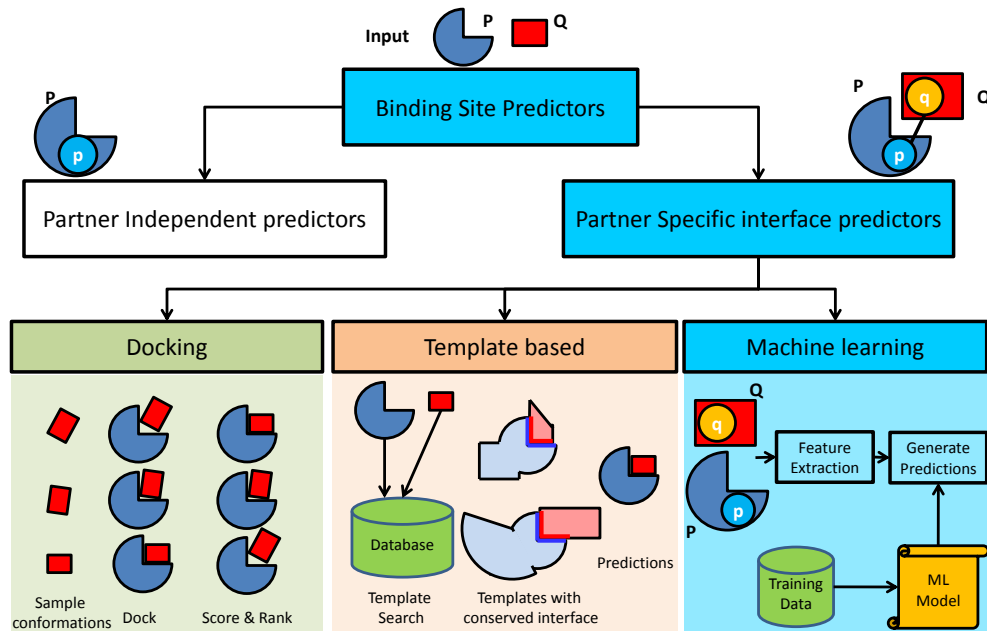 Input
P
Q
Binding Site Predictors
P
p
P
q
Q
p
Partner Independent predictors
Partner Specific interface predictors
Docking
Sample
conformations
Dock
Score & Rank
Template based
Database
Template
Search
Templates with
conserved interface
Predictions
Machine learning
Q
q
P
p
Feature
Extraction
Generate
Predictions
Training
Data
ML
Model